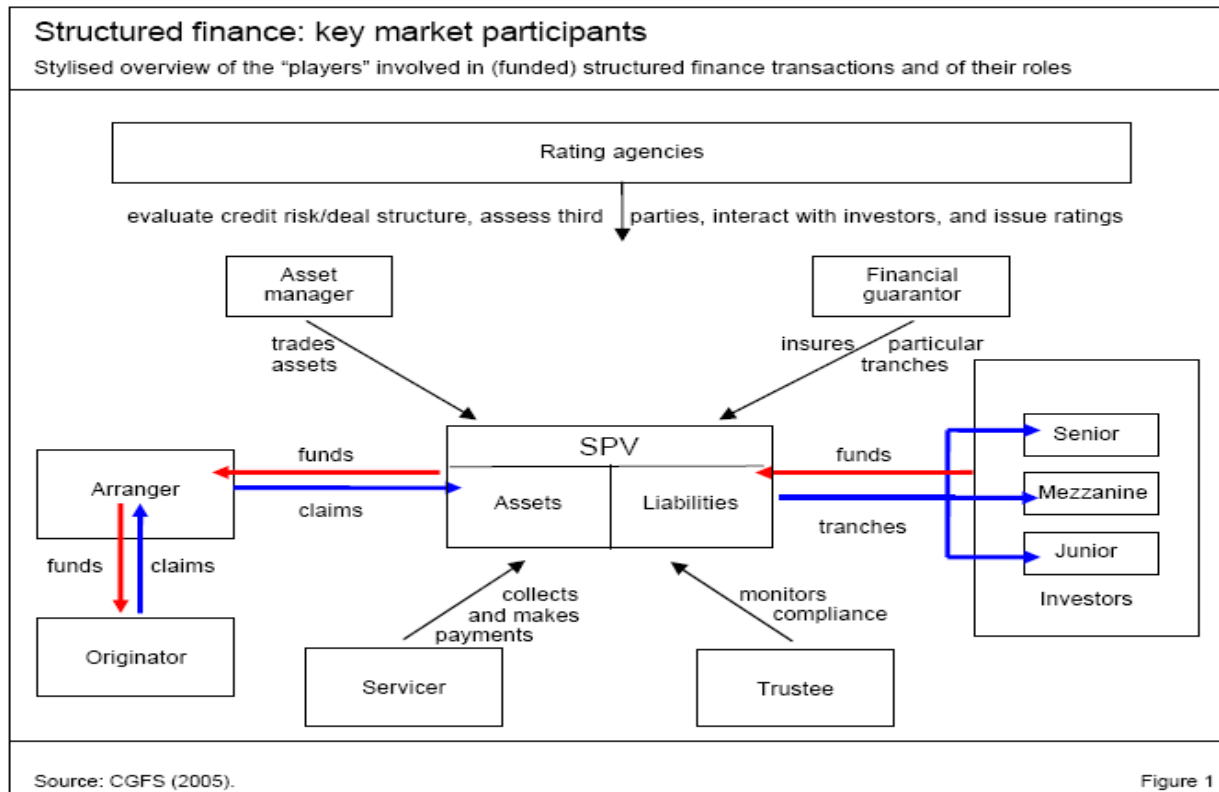 Structured finance: key market participants
Stylised overview of the “players” involved in (funded) structured finance transactions and of their roles
Rating agencies
evaluate credit risk/deal structure, assess third parties, interact with investors, and issue ratings
Asset
manager
Financial
guarantor
trades
assets
insures particular
tranches
SPV
Assets
Liabilities
funds
claims
Arranger
funds
claims
Originator
funds
tranches
Senior
Mezzanine
Junior
Investors
collects
and makes
payments
Servicer
monitors
compliance
Trustee
Source: CGFS (2005).
Figure 1